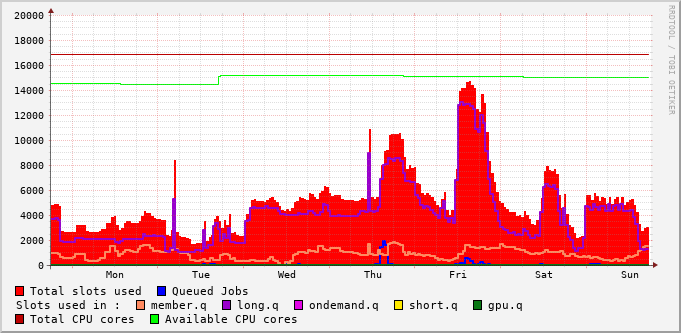 RRDTOOL / TOBI OETIKER
20000
18000
16000
14000
12000
10000
8000
6000
4000
2000
0
Mon Tue Wed Thu Fri Sat Sun
Total slots used Queued Jobs
Slots used in : member.q long.q ondemand.q short.q gpu.q
Total CPU cores Available CPU cores